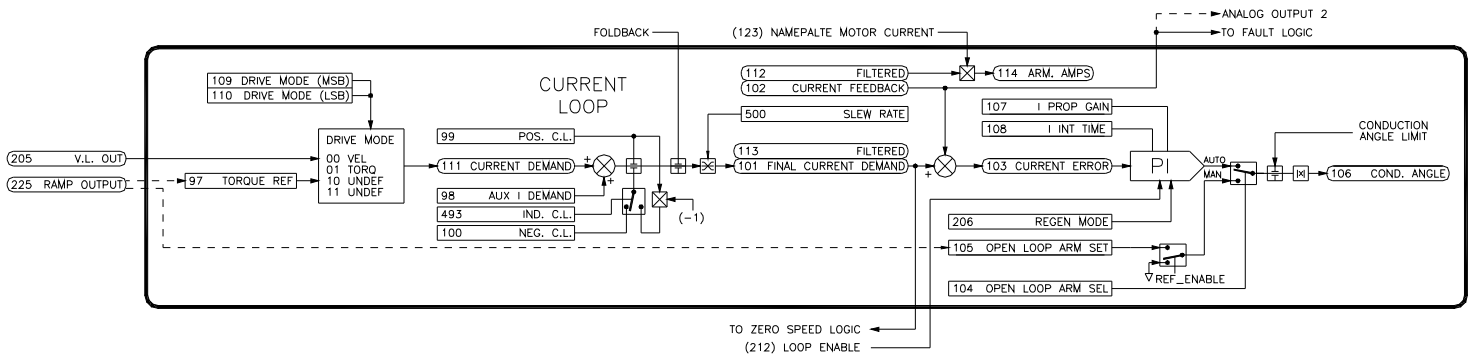 ANALOG OUTPUT 2
FOLDBACK
(123) NAMEPALTE MOTOR CURRENT
TO FAULT LOGIC
109 DRIVE MODE (MSB)
110 DRIVE MODE (LSB)
CURRENT
LOOP
112 FILTERED
102 CURRENT FEEDBACK
114 ARM. AMPS
500 SLEW RATE
107 I PROP GAIN
108 I INT TIME
CONDUCTION
ANGLE LIMIT
205 V.L. OUT
225 RAMP OUTPUT
97 TORQUE REF
DRIVE MODE
00 VEL
01 TORQ
10 UNDEF
11 UNDEF
99 POS. C.L.
111 CURRENT DEMAND
+
+
98 AUX I DEMAND
493 IND. C.L.
100 NEG. C.L.
(-1)
113 FILTERED
101 FINAL CURRENT DEMAND
+
-
103 CURRENT ERROR
PI
AUTO
MAN
106 COND. ANGLE
206 REGEN MODE
105 OPEN LOOP ARM SET
REF_ENABLE
104 OPEN LOOP ARM SEL
TO ZERO SPEED LOGIC
(212) LOOP ENABLE